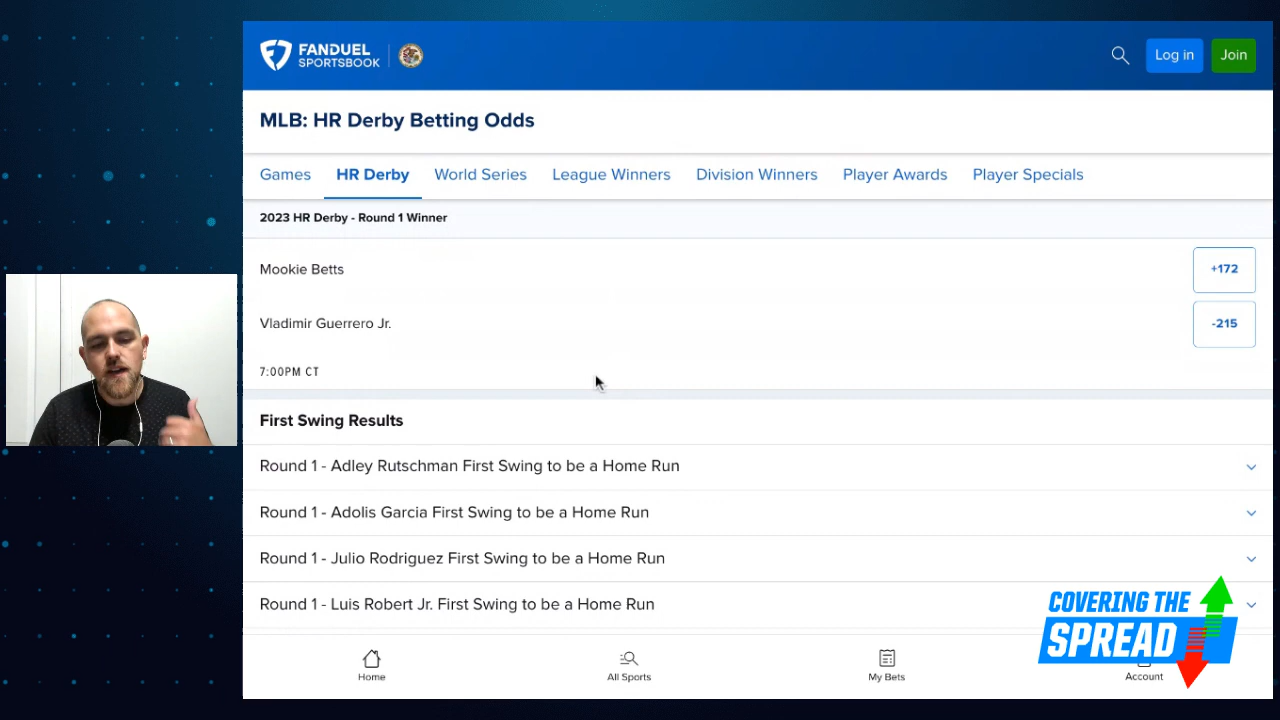 FANDUEL
SPORTSBOOK
Log in
Join
MLB: HR Derby Betting Odds
Games
HR Derby
World Series
League Winners
Division Winners
Player Awards
Player Specials
2023 HR Derby - Round 1 Winner
Mookie Betts
+172
Vladimir Guerrero Jr.
-215
7:00PM CT
First Swing Results
Round 1 - Adley Rutschman First Swing to be a Home Run
Round 1 - Adolis Garcia First Swing to be a Home Run
Round 1 - Julio Rodriguez First Swing to be a Home Run
Round 1 - Luis Robert Jr. First Swing to be a Home Run
COVERING THE
SPREAD
Home
All Sports
My Bets
Account